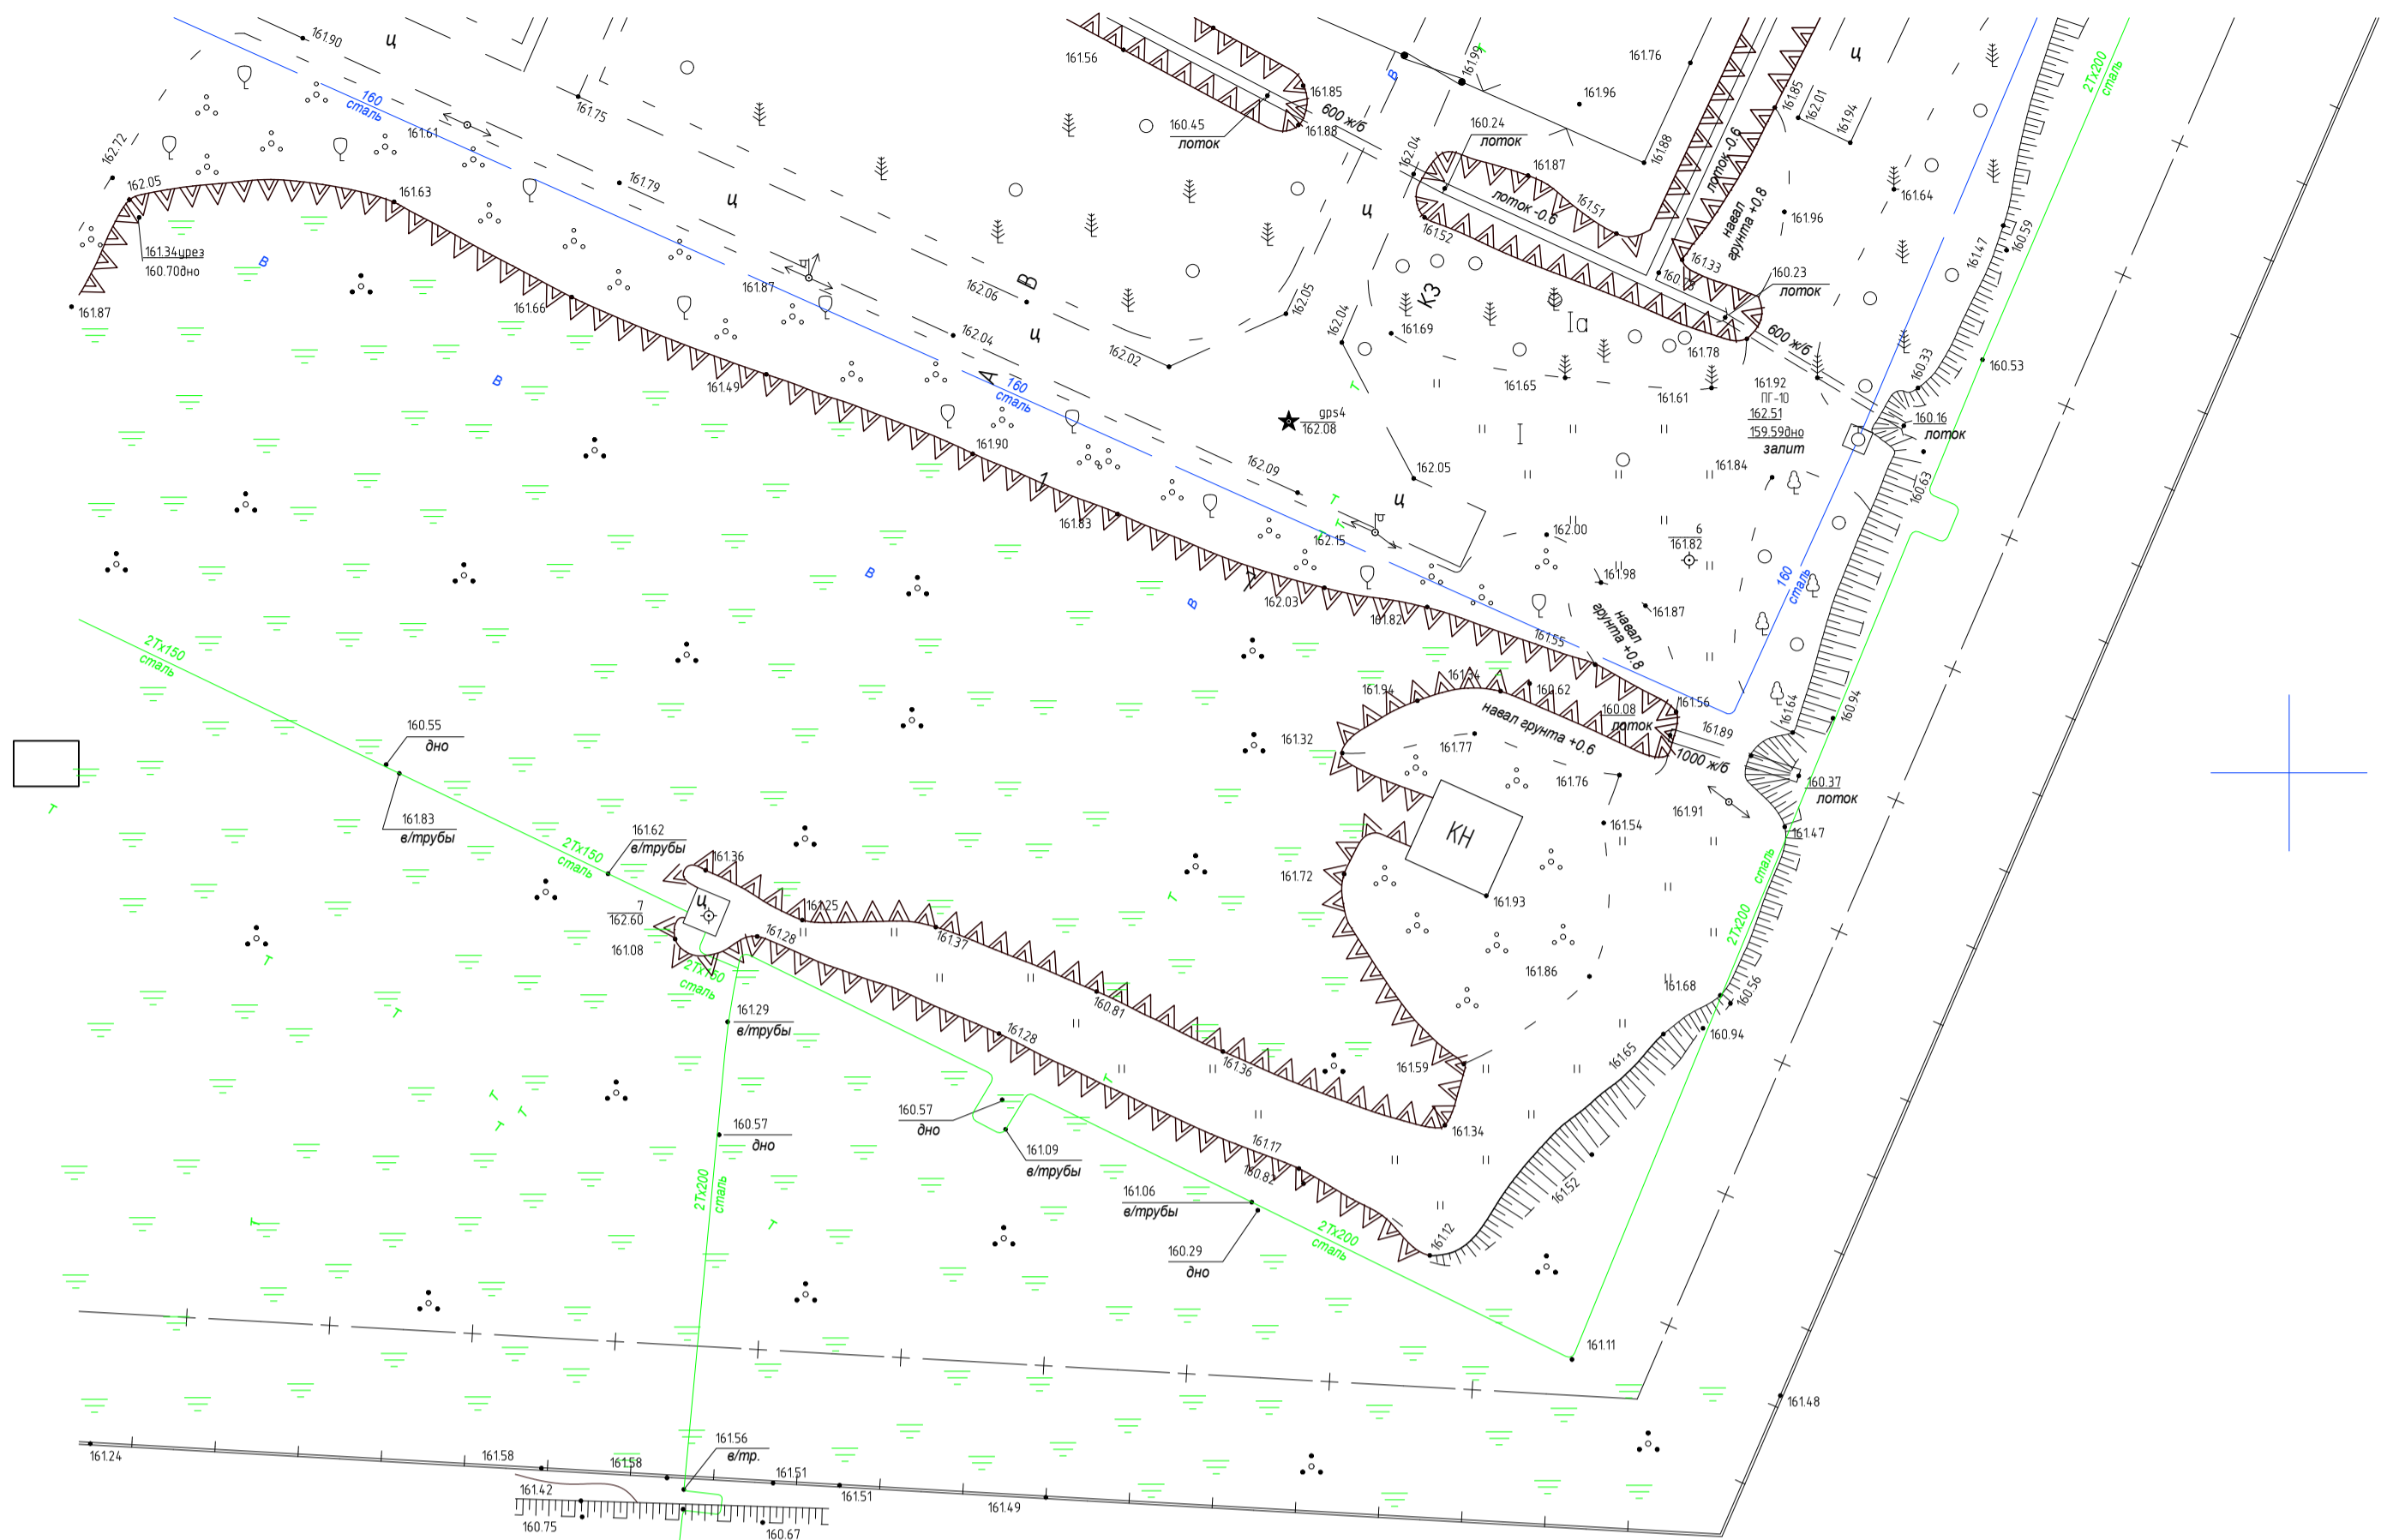 161.90
ц
161.56
161.85
161.88
600 ж/б
161.99
Т
В
161.76
161.96
161.85
162.01
161.94
ц
2Тх200
сталь
160
сталь
161.61
161.75
160.45
лоток
160.24
лоток
162.04
161.87
161.88
лоток -0.6
162.72
162.05
161.63
161.79
ц
ц
161.52
лоток -0.6
161.51
161.33
навал
грунта +0.8
161.96
161.64
161.47
160.59
161.34урез
160.70дно
161.87
В
161.66
161.87
162.06
В
162.04
ц
162.05
162.02
162.04
КЗ
161.69
Iа
160.23
лоток
161.78
600 ж/б
160.33
160.53
В
161.49
А
160
сталь
Т
gps4
162.08
161.65
161.61
161.92
ПГ-10
162.51
159.59дно
залит
160.16
лоток
I
161.90
162.09
162.05
161.84
160.63
161.83
1
Т
Т
Т
ц
162.15
162.00
6
161.82
В
В
1
162.03
161.82
161.98
161.87
навал
грунта +0.8
160
сталь
161.55
2Тх150
сталь
161.94
161.34
160.62
161.56
160.08
лоток
161.89
1000 ж/б
161.64
160.94
161.32
навал грунта +0.6
161.77
161.76
160.37
лоток
160.55
дно
161.83
в/трубы
Т
161.91
161.54
161.47
КН
2Тх150
сталь
161.62
в/трубы
161.36
161.72
161.93
сталь
2Тх200
7
162.60
161.08
ц
161.25
161.28
161.37
Т
Т
2Тх150
сталь
161.86
161.68
160.56
160.94
Т
161.29
в/трубы
160.81
161.28
161.36
161.59
161.65
Т
Т
Т
Т
160.57
дно
160.57
дно
161.09
в/трубы
161.17
160.82
161.34
161.52
161.06
в/трубы
160.29
дно
2Тх200
сталь
Т
Т
2Тх200
сталь
161.12
161.11
161.48
161.24
161.58
161.58
161.56
в/тр.
161.51
161.51
161.49
161.42
160.75
160.67